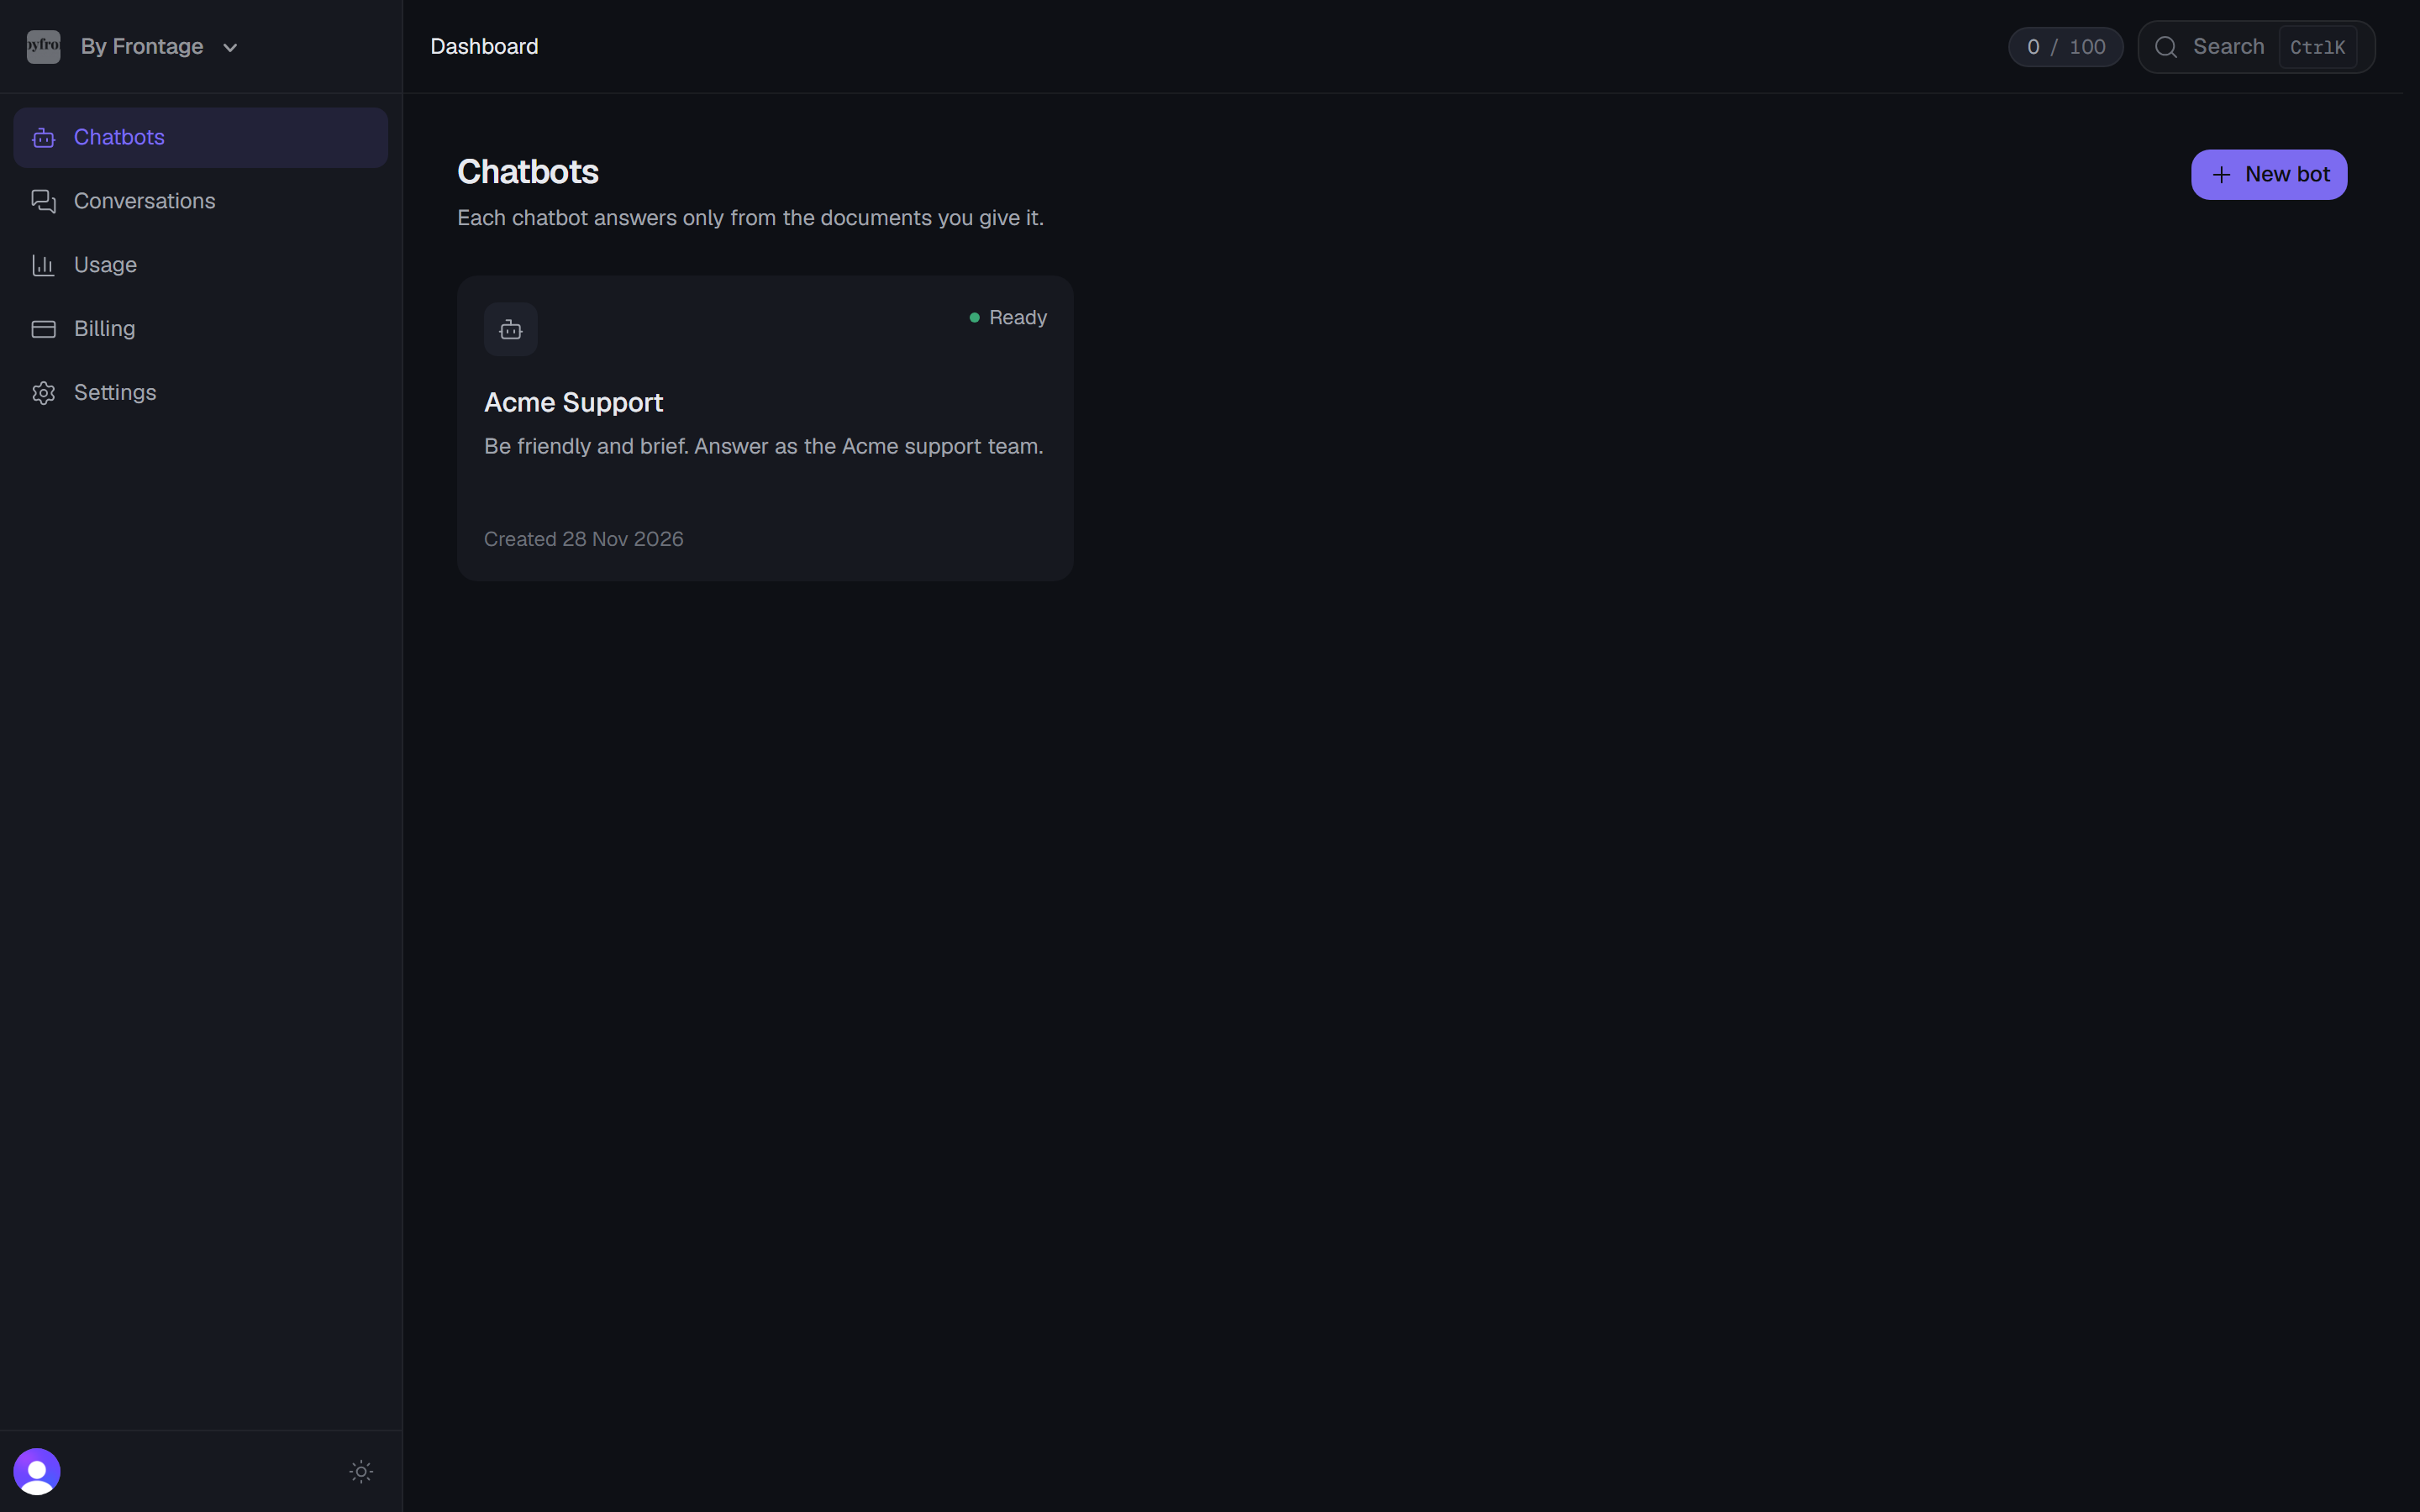 By Frontage
Dashboard
0 / 100
Search
CtrlK
Chatbots
Conversations
Usage
Billing
Settings
Chatbots
Each chatbot answers only from the documents you give it.
New bot
Ready
Acme Support
Be friendly and brief. Answer as the Acme support team.
Created 28 Nov 2026